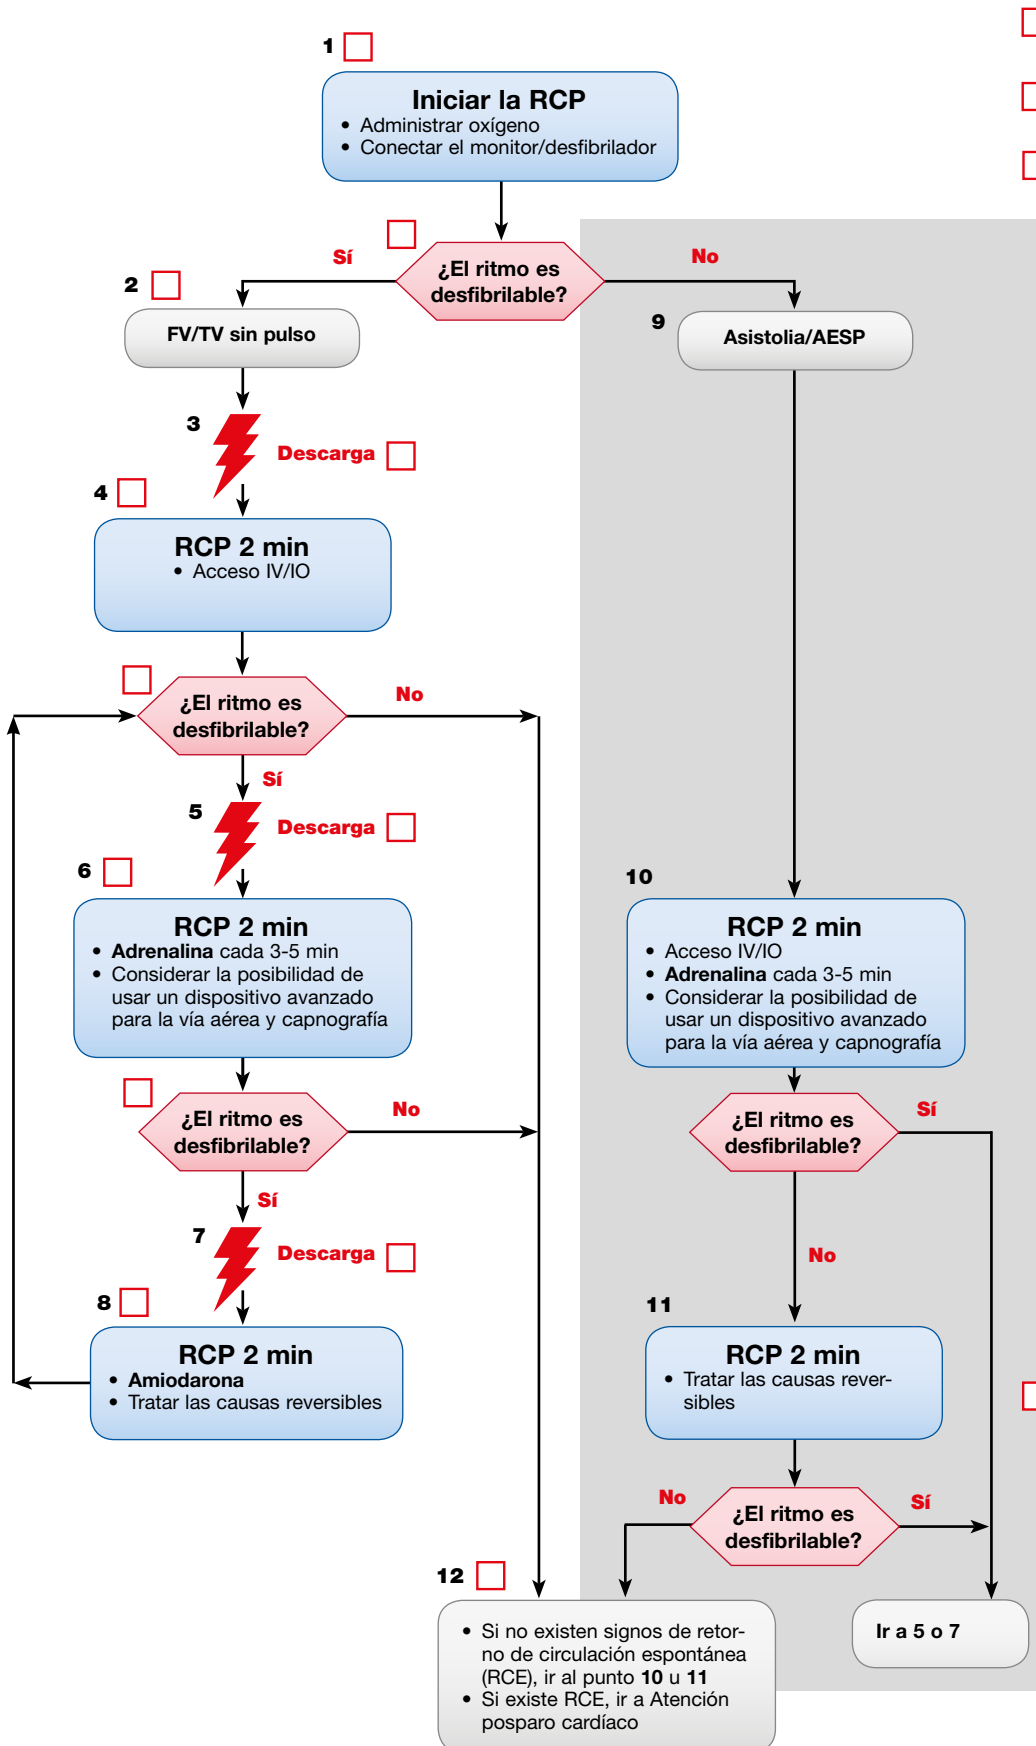 1
Iniciar la RCP
• Administrar oxígeno
• Conectar el monitor/desfibrilador
¿El ritmo es
desfibrilable?
Sí
No
2
FV/TV sin pulso
9
Asistolia/AESP
3
Descarga
4
RCP 2 min
• Acceso IV/IO
¿El ritmo es
desfibrilable?
No
Sí
5
Descarga
6
RCP 2 min
• Adrenalina cada 3-5 min
• Considerar la posibilidad de
usar un dispositivo avanzado
para la vía aérea y capnografía
10
RCP 2 min
• Acceso IV/IO
• Adrenalina cada 3-5 min
• Considerar la posibilidad de
usar un dispositivo avanzado
para la vía aérea y capnografía
¿El ritmo es
desfibrilable?
No
Sí
¿El ritmo es
desfibrilable?
Sí
No
7
Descarga
8
RCP 2 min
• Amiodarona
• Tratar las causas reversibles
11
RCP 2 min
• Tratar las causas rever-
sibles
¿El ritmo es
desfibrilable?
No
Sí
12
• Si no existen signos de retor-
no de circulación espontánea
(RCE), ir al punto 10 u 11
• Si existe RCE, ir a Atención
posparo cardíaco
Ir a 5 o 7